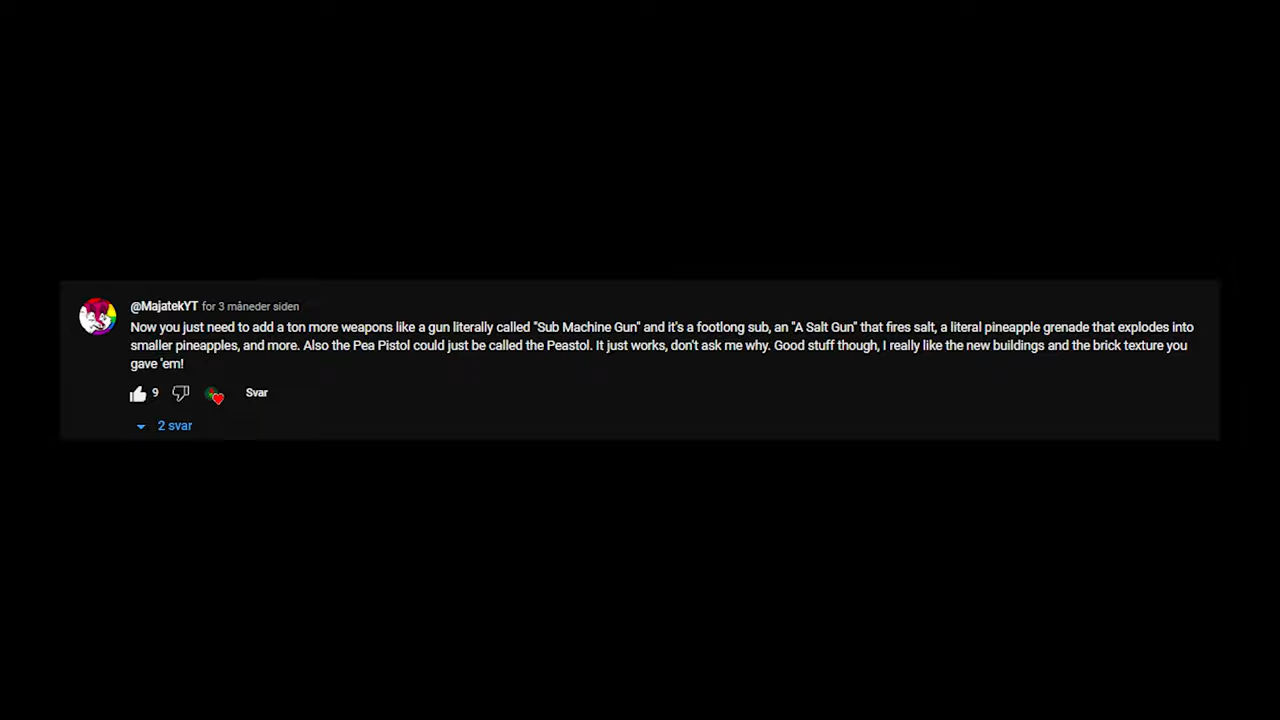 @MajatekYT for 3 måneder siden
Now you just need to add a ton more weapons like a gun literally called "Sub Machine Gun" and it's a footlong sub, an "A Salt Gun" that fires salt, a literal pineapple grenade that explodes into
smaller pineapples, and more. Also the Pea Pistol could just be called the Peastol. It just works, don't ask me why. Good stuff though, I really like the new buildings and the brick texture you
gave 'em!
9 Svar
2 svar